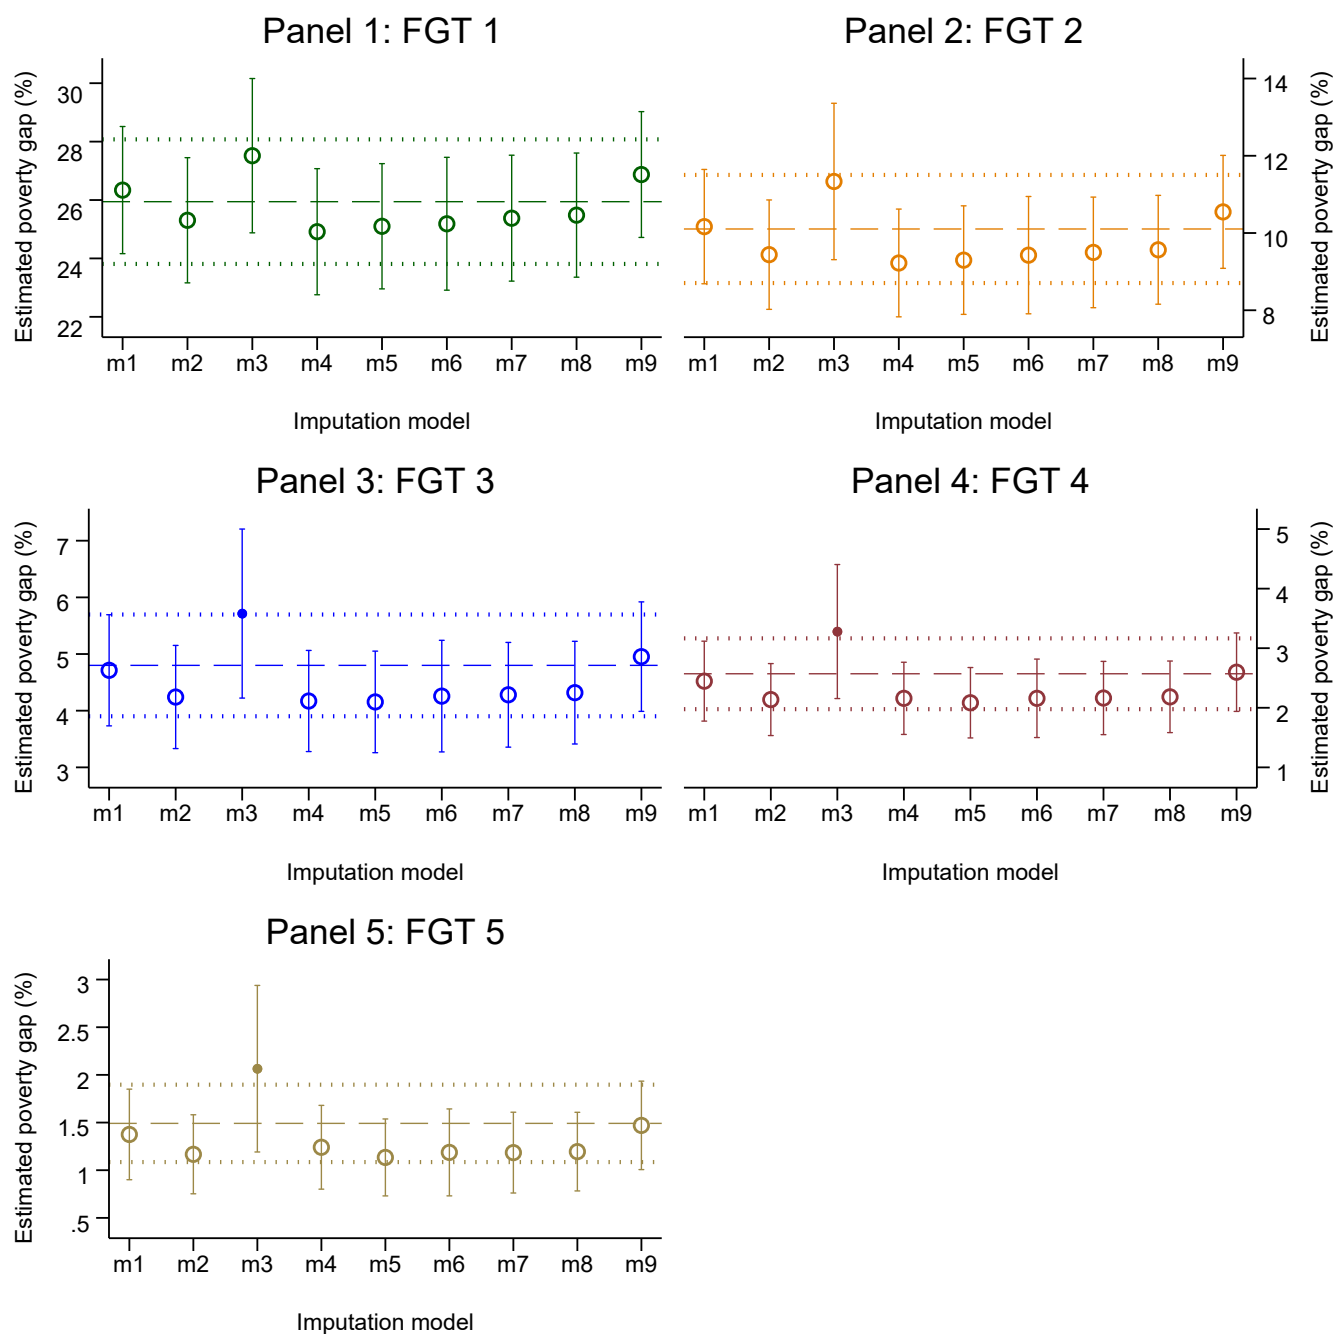 Panel 1: FGT 1
Estimated poverty gap (%)
30
28
26
24
22
m1 m2 m3 m4 m5 m6 m7 m8 m9
Imputation model
Panel 2: FGT 2
Estimated poverty gap (%)
14
12
10
8
m1 m2 m3 m4 m5 m6 m7 m8 m9
Imputation model
Panel 3: FGT 3
Estimated poverty gap (%)
7
6
5
4
3
m1 m2 m3 m4 m5 m6 m7 m8 m9
Imputation model
Panel 4: FGT 4
Estimated poverty gap (%)
5
4
3
2
1
m1 m2 m3 m4 m5 m6 m7 m8 m9
Imputation model
Panel 5: FGT 5
Estimated poverty gap (%)
3
2.5
2
1.5
1
.5
m1 m2 m3 m4 m5 m6 m7 m8 m9
Imputation model